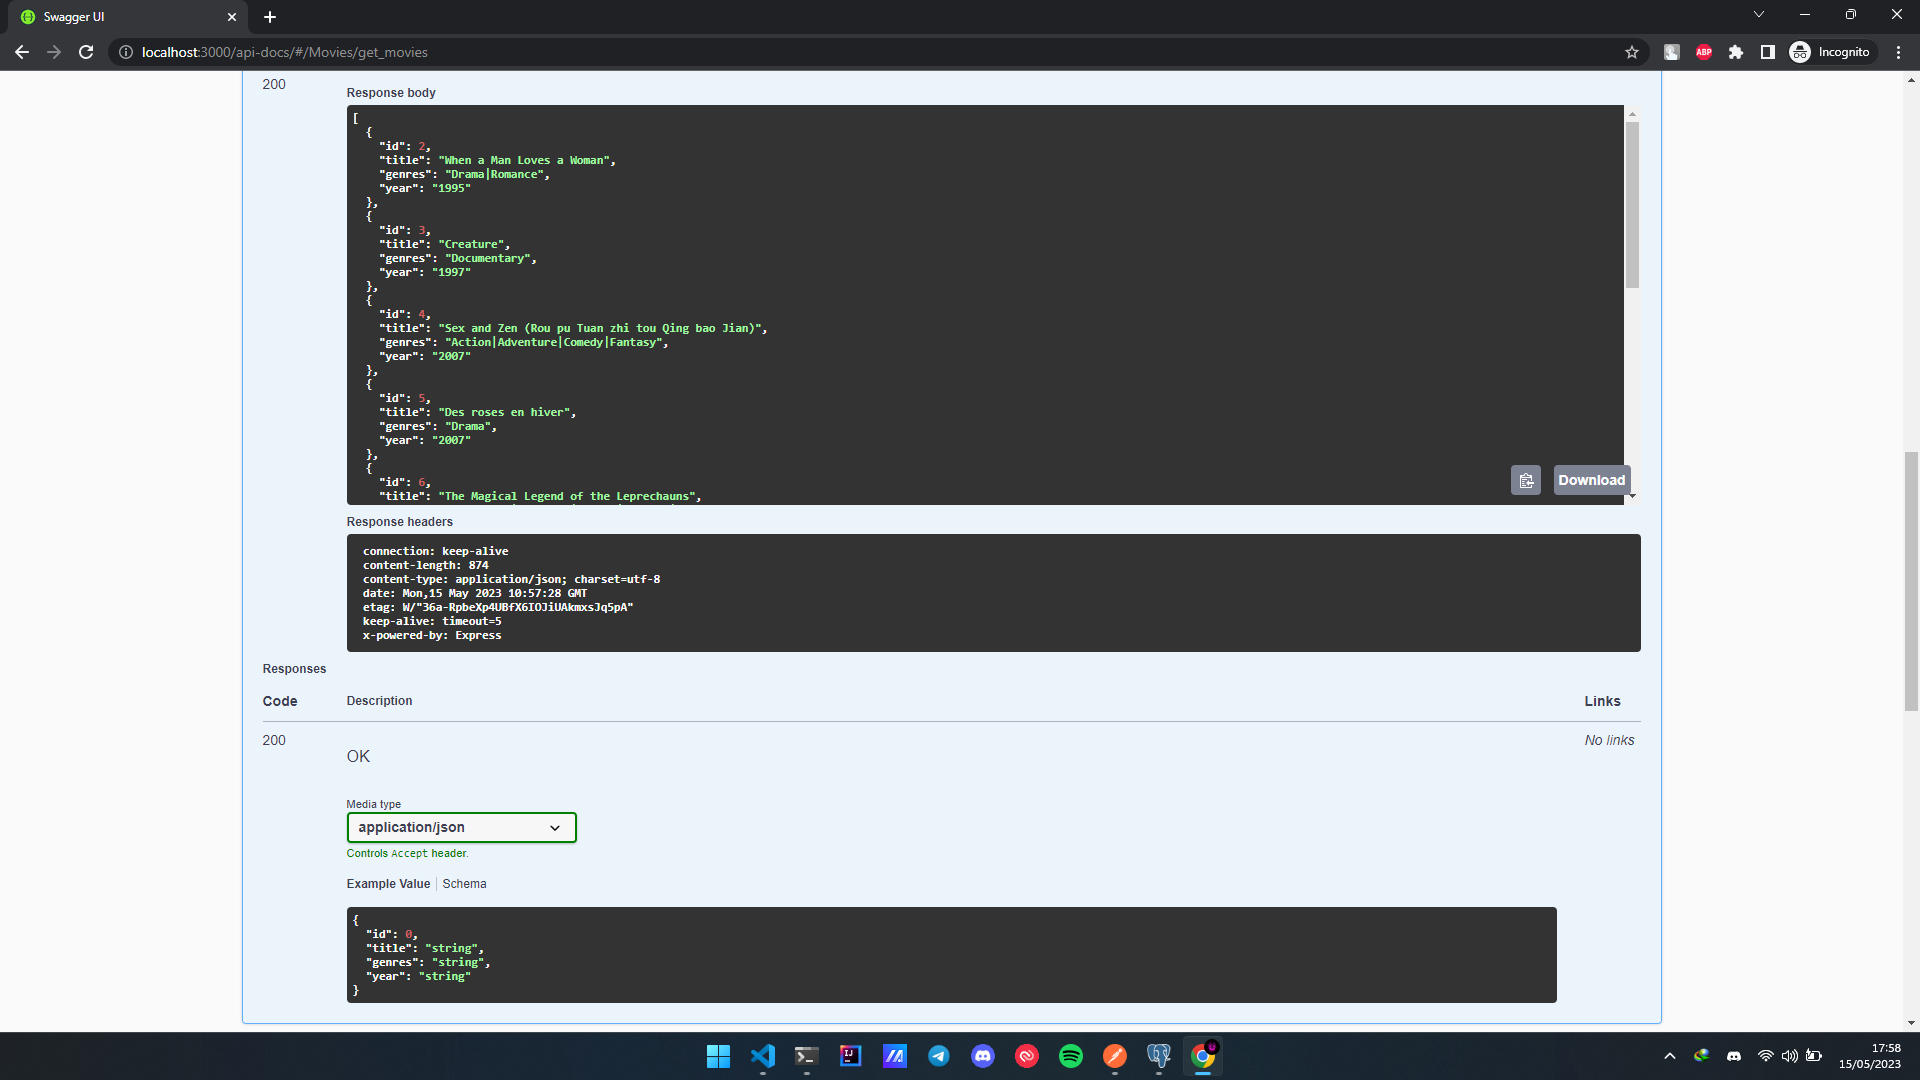 Swagger UI
localhost:3000/api-docs/#/Movies/get_movies
ABP
Incognito
200
Response body
[
{
"id": 2,
"title": "When a Man Loves a Woman",
"genres": "Drama|Romance",
"year": "1995"
},
{
"id": 3,
"title": "Creature",
"genres": "Documentary",
"year": "1997"
},
{
"id": 4,
"title": "Sex and Zen (Rou pu Tuan zhi tou Qing bao Jian)",
"genres": "Action|Adventure|Comedy|Fantasy",
"year": "2007"
},
{
"id": 5,
"title": "Des roses en hiver",
"genres": "Drama",
"year": "2007"
},
{
"id": 6,
"title": "The Magical Legend of the Leprechauns",
Download
Response headers
connection: keep-alive
content-length: 874
content-type: application/json; charset=utf-8
date: Mon,15 May 2023 10:57:28 GMT
etag: W/"36a-RpbeXp4UBfX6IOJiUAkmxsJq5pA"
keep-alive: timeout=5
x-powered-by: Express
Responses
Code Description Links
200 OK No links
Media type
application/json
Controls Accept header.
Example Value Schema
{
"id": 0,
"title": "string",
"genres": "string",
"year": "string"
}
17:58
15/05/2023